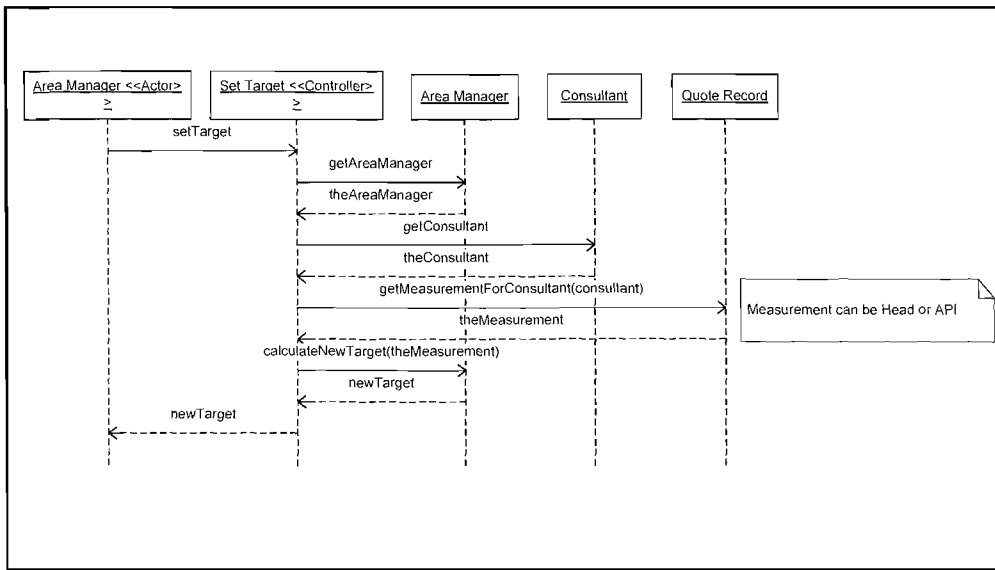 Area Manager <<Actor>
>
Set Target <<Controller>
>
Area Manager
Consultant
Quote Record
setTarget
getAreaManager
theAreaManager
getConsultant
theConsultant
getMeasurementForConsultant(consultant)
Measurement can be Head or API
theMeasurement
calculateNewTarget(theMeasurement)
newTarget
newTarget